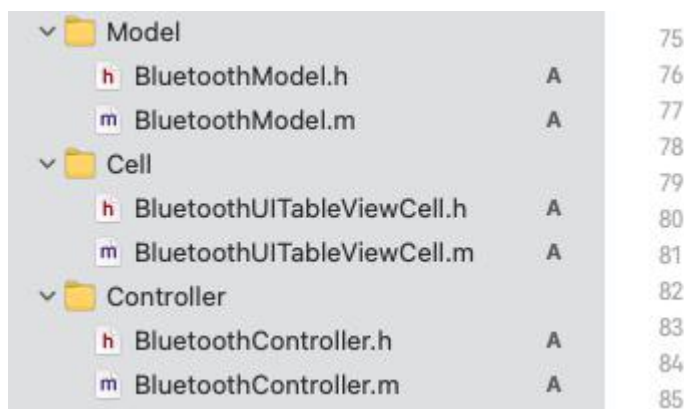 Model
h BluetoothModel.h A
m BluetoothModel.m A
Cell
h BluetoothUITableViewCell.h A
m BluetoothUITableViewCell.m A
Controller
h BluetoothController.h A
m BluetoothController.m A
75
76
77
78
79
80
81
82
83
84
85